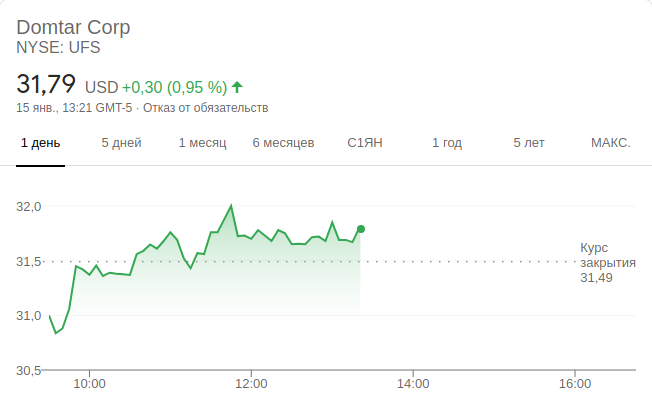 Domtar Corp
NYSE: UFS
31,79 USD +0,30 (0,95 %)
15 янв., 13:21 GMT-5 · Отказ от обязательств
1 день 5 дней 1 месяц 6 месяцев С1ЯН 1 год 5 лет МАКС.
32,0
31,5
31,0
30,5
Курс
закрытия
31,49
10:00 12:00 14:00 16:00